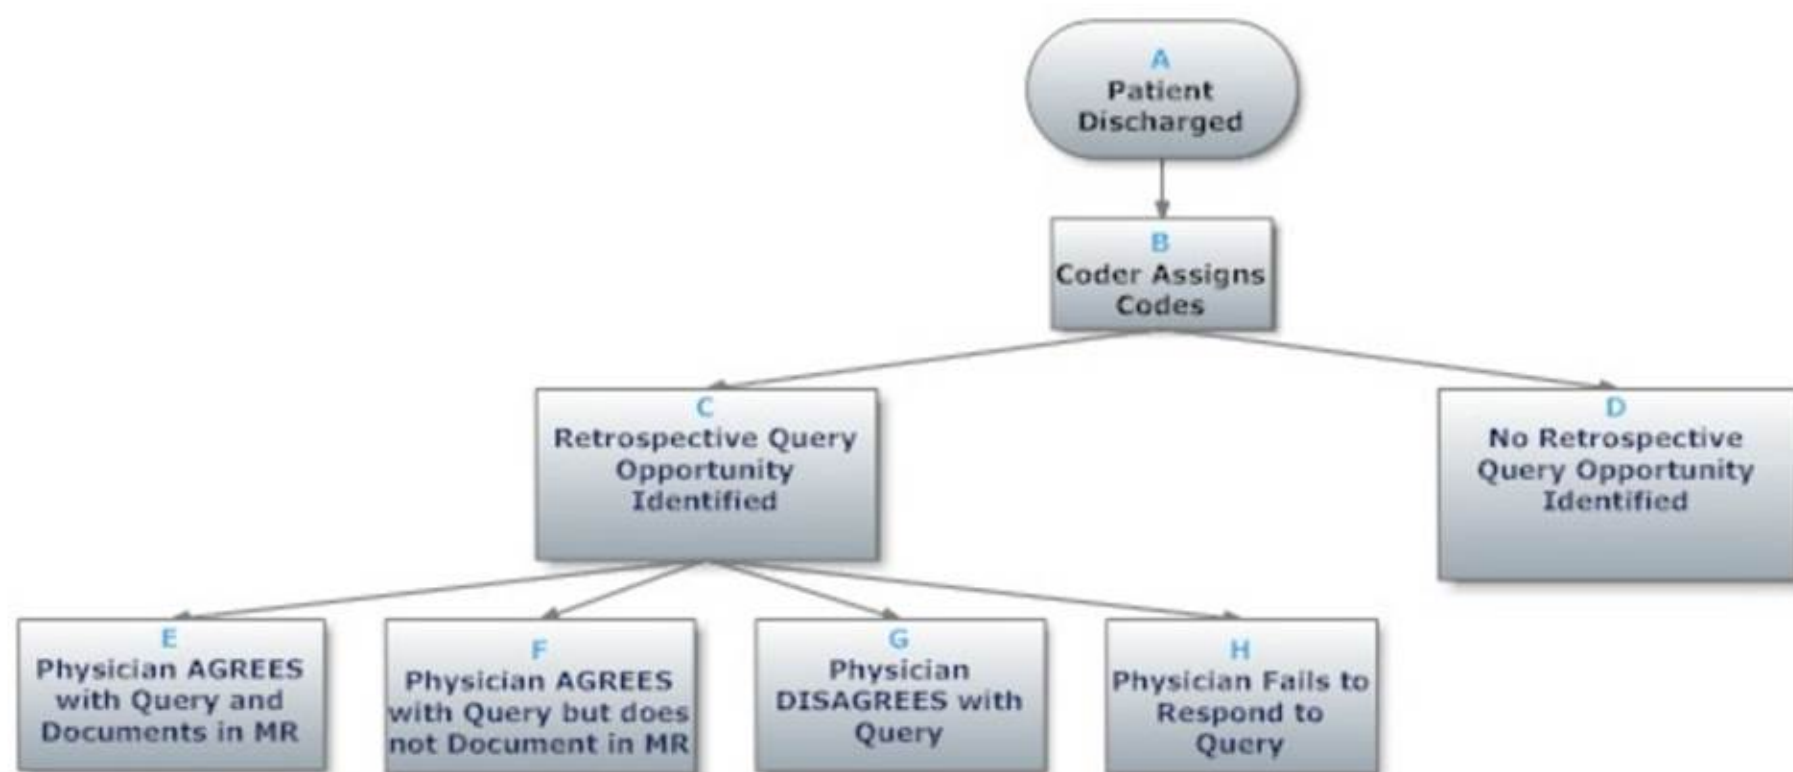 A
Patient
Discharged
B
Coder Assigns
Codes
C
Retrospective Query
Opportunity
Identified
D
No Retrospective
Query Opportunity
Identified
E
Physician AGREES
with Query and
Documents in MR
F
Physician AGREES
with Query but does
not Document in MR
G
Physician
DISAGREES with
Query
H
Physician Fails to
Respond to
Query